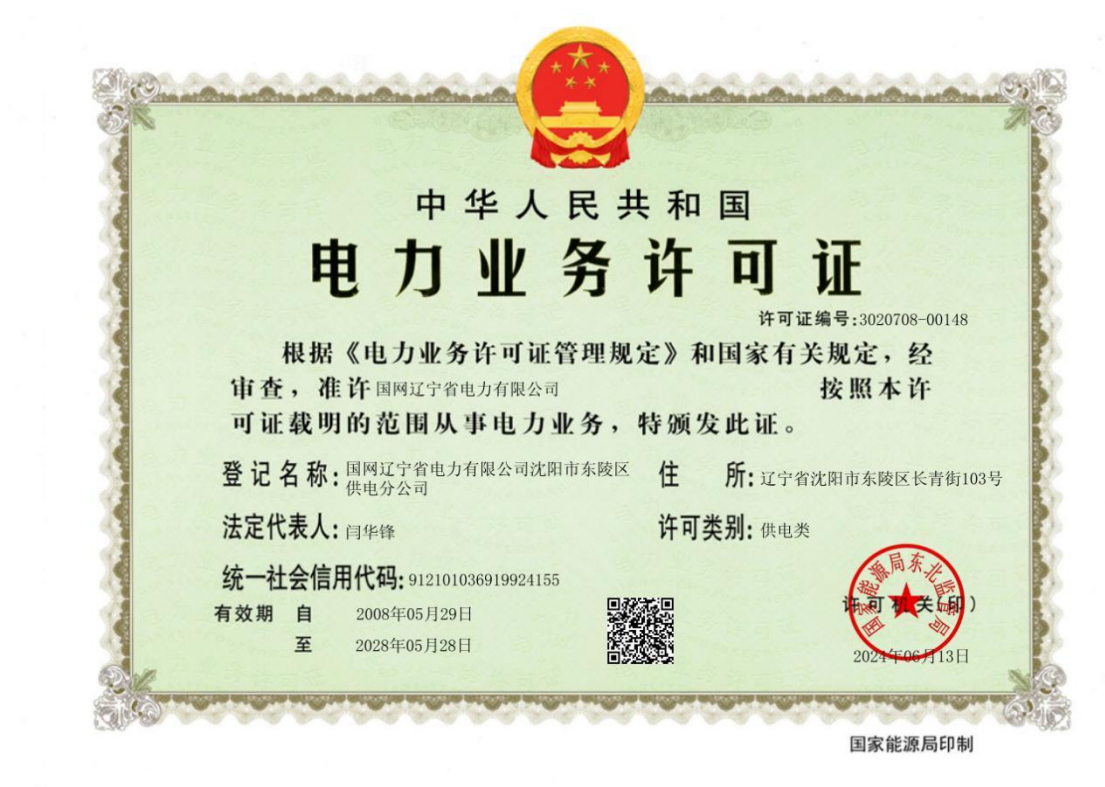 中华人民共和国
电力业务许可证
许可证编号:3020708-00148
根据《电力业务许可证管理规定》和国家有关规定，经
审查，准许 国网辽宁省电力有限公司 按照本许
可证载明的范围从事电力业务，特颁发此证。
登记名称: 国网辽宁省电力有限公司沈阳市东陵区
供电分公司
住 所: 辽宁省沈阳市东陵区长青街103号
法定代表人: 闫华锋
许可类别: 供电类
统一社会信用代码: 912101036919924155
有效期 自 2008年05月29日
至 2028年05月28日
许可机关(印)
国家能源局东北监管局
2024年06月13日
国家能源局印制